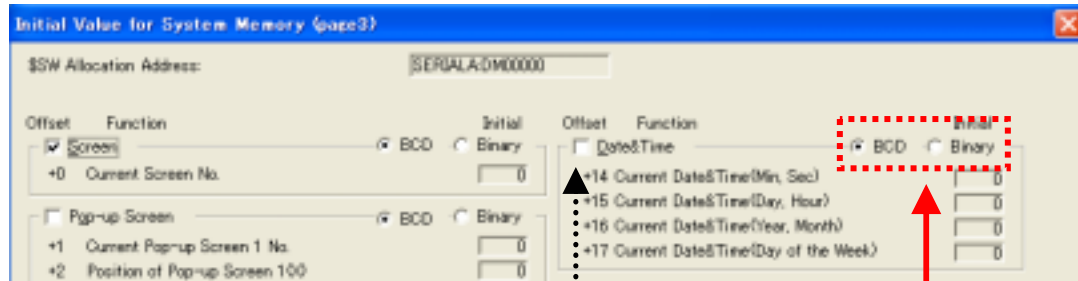 Initial Value for System Memory (page3)
$SW Allocation Address: SERIALA:DM00000
Offset Function Initial
Screen BCD Binary
+0 Current Screen No. 0
Pop-up Screen BCD Binary
+1 Current Pop-up Screen 1 No. 0
+2 Position of Pop-up Screen 100 0
Offset Function Initial
Date&Time BCD Binary
+14 Current Date&Time(Min, Sec) 0
+15 Current Date&Time(Day, Hour) 0
+16 Current Date&Time(Year, Month) 0
+17 Current Date&Time(Day of the Week) 0